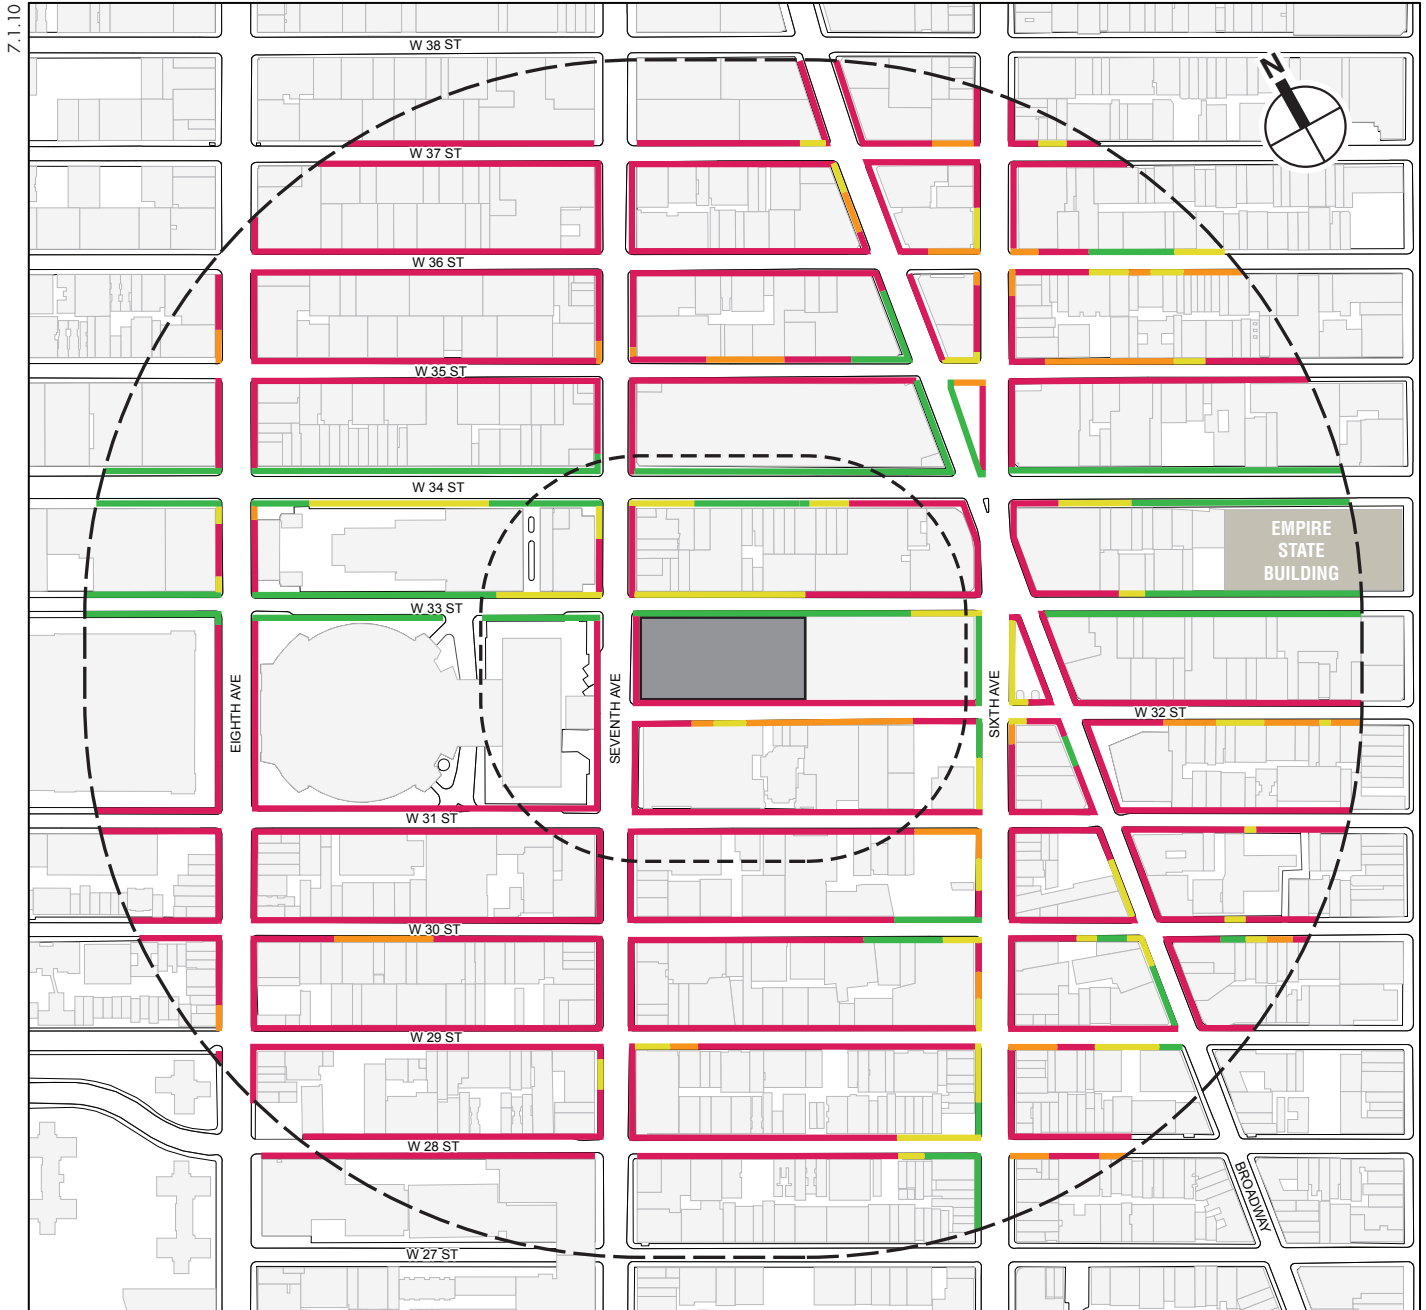 7.1.10
W 38 ST
N
W 37 ST
W 36 ST
W 35 ST
W 34 ST
EMPIRE
STATE
BUILDING
W 33 ST
EIGHTH AVE
SEVENTH AVE
SIXTH AVE
W 32 ST
W 31 ST
W 30 ST
W 29 ST
W 28 ST
BROADWAY
W 27 ST